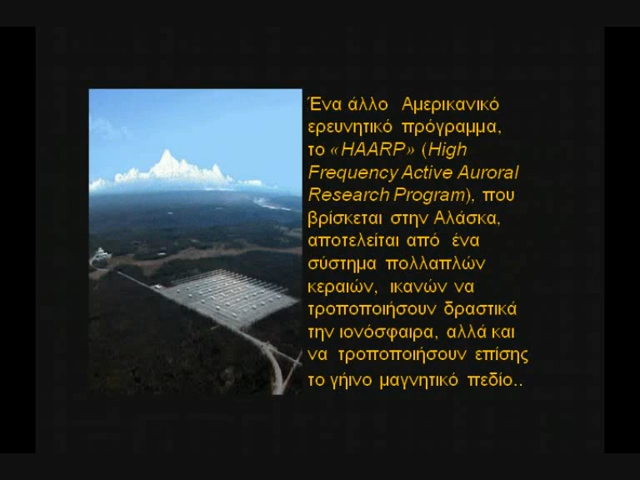 Ένα άλλο Αμερικανικό
ερευνητικό πρόγραμμα,
το «HAARP» (High
Frequency Active Auroral
Research Program), που
βρίσκεται στην Αλάσκα,
αποτελείται από ένα
σύστημα πολλαπλών
κεραιών, ικανών να
τροποποιήσουν δραστικά
την ιονόσφαιρα, αλλά και
να τροποποιήσουν επίσης
το γήινο μαγνητικό πεδίο..